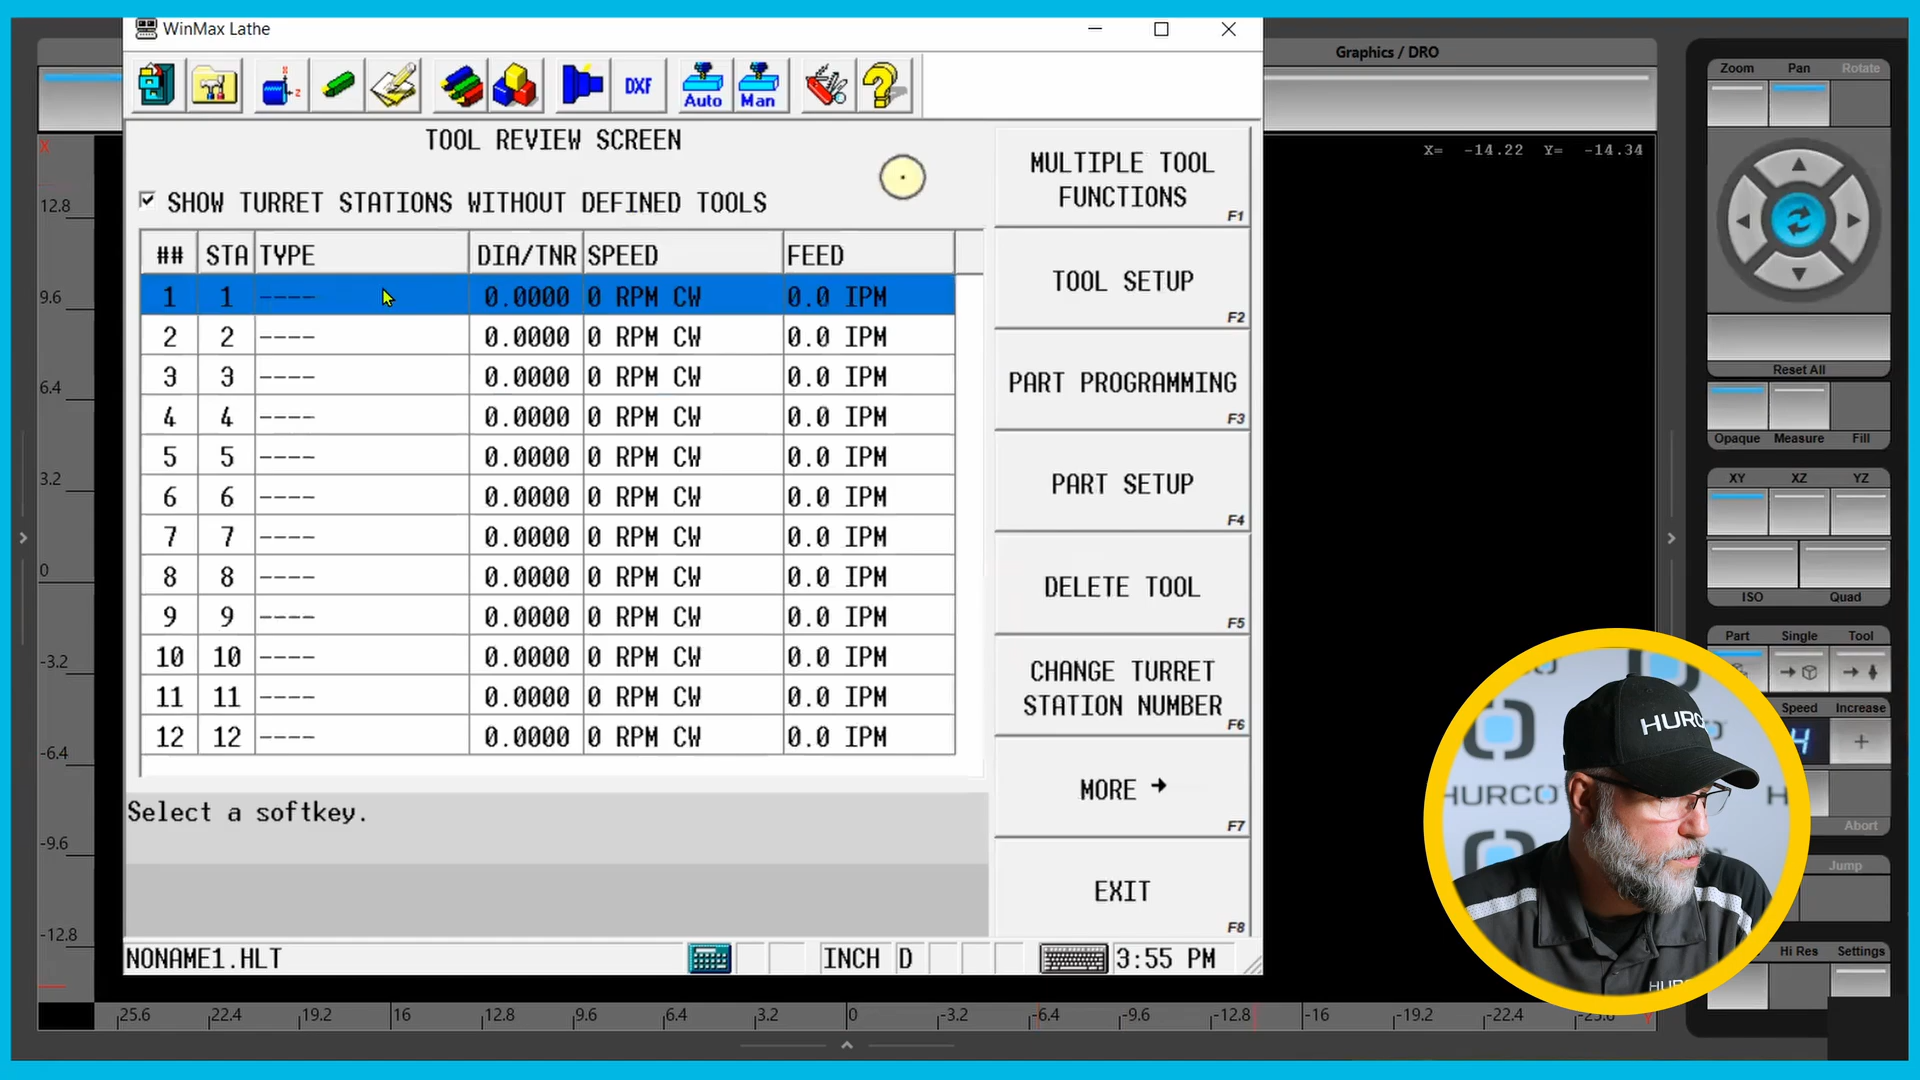 WinMax Lathe
DXF
Auto
Man
TOOL REVIEW SCREEN
SHOW TURRET STATIONS WITHOUT DEFINED TOOLS
## STA TYPE DIA/TNR SPEED FEED
1 1 ---- 0.0000 0 RPM CW 0.0 IPM
2 2 ---- 0.0000 0 RPM CW 0.0 IPM
3 3 ---- 0.0000 0 RPM CW 0.0 IPM
4 4 ---- 0.0000 0 RPM CW 0.0 IPM
5 5 ---- 0.0000 0 RPM CW 0.0 IPM
6 6 ---- 0.0000 0 RPM CW 0.0 IPM
7 7 ---- 0.0000 0 RPM CW 0.0 IPM
8 8 ---- 0.0000 0 RPM CW 0.0 IPM
9 9 ---- 0.0000 0 RPM CW 0.0 IPM
10 10 ---- 0.0000 0 RPM CW 0.0 IPM
11 11 ---- 0.0000 0 RPM CW 0.0 IPM
12 12 ---- 0.0000 0 RPM CW 0.0 IPM
Select a softkey.
NONAME1.HLT INCH D 3:55 PM
MULTIPLE TOOL
FUNCTIONS
F1
TOOL SETUP
F2
PART PROGRAMMING
F3
PART SETUP
F4
DELETE TOOL
F5
CHANGE TURRET
STATION NUMBER
F6
MORE →
F7
EXIT
F8
Graphics / DRO
X= -14.22 Y= -14.34
X
12.8
9.6
6.4
3.2
0
-3.2
-6.4
-9.6
-12.8
25.6 22.4 19.2 16 12.8 9.6 6.4 3.2 0 -3.2 -6.4 -9.6 -12.8 -16 -19.2 -22.4 Y
Zoom Pan Rotate
Reset All
Opaque Measure Fill
XY XZ YZ
ISO Quad
Part Single Tool
Speed Increase
+
Abort
Jump
Hi Res Settings
HURCO
HURCO